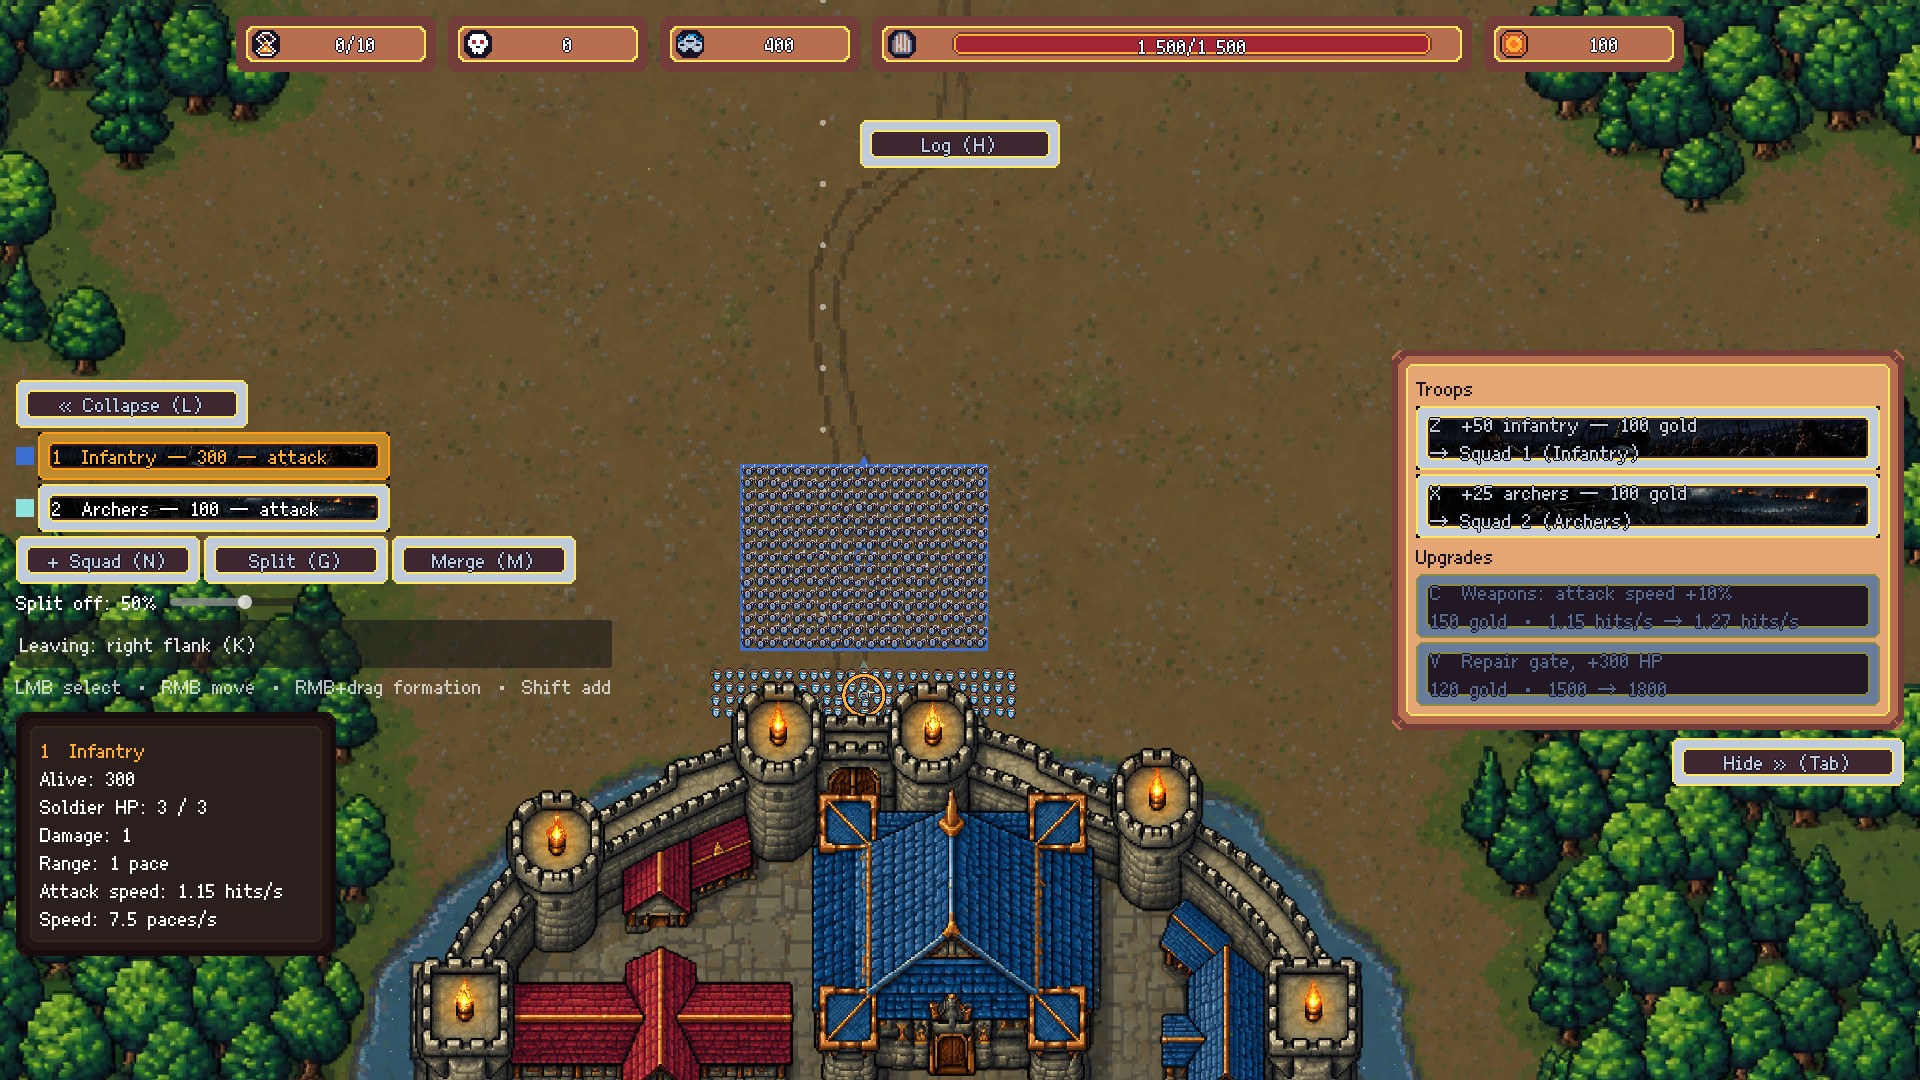 0/10
0
400
1 500/1 500
100
Log (H)
« Collapse (L)
1 Infantry — 300 — attack
2 Archers — 100 — attack
+ Squad (N)
Split (G)
Merge (M)
Split off: 50%
Leaving: right flank (K)
LMB select · RMB move · RMB+drag formation · Shift add
1 Infantry
Alive: 300
Soldier HP: 3 / 3
Damage: 1
Range: 1 pace
Attack speed: 1.15 hits/s
Speed: 7.5 paces/s
Troops
Z +50 infantry — 100 gold
→ Squad 1 (Infantry)
X +25 archers — 100 gold
→ Squad 2 (Archers)
Upgrades
C Weapons: attack speed +10%
150 gold · 1.15 hits/s → 1.27 hits/s
V Repair gate, +300 HP
120 gold · 1500 → 1800
Hide » (Tab)